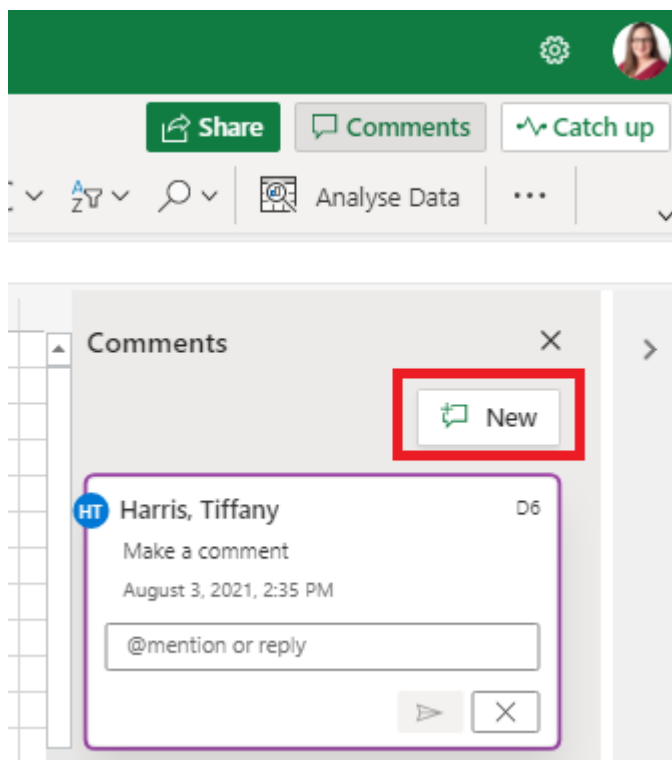 Share
Comments
Catch up
Analyse Data
Comments
New
HT
Harris, Tiffany
D6
Make a comment
August 3, 2021, 2:35 PM
@mention or reply